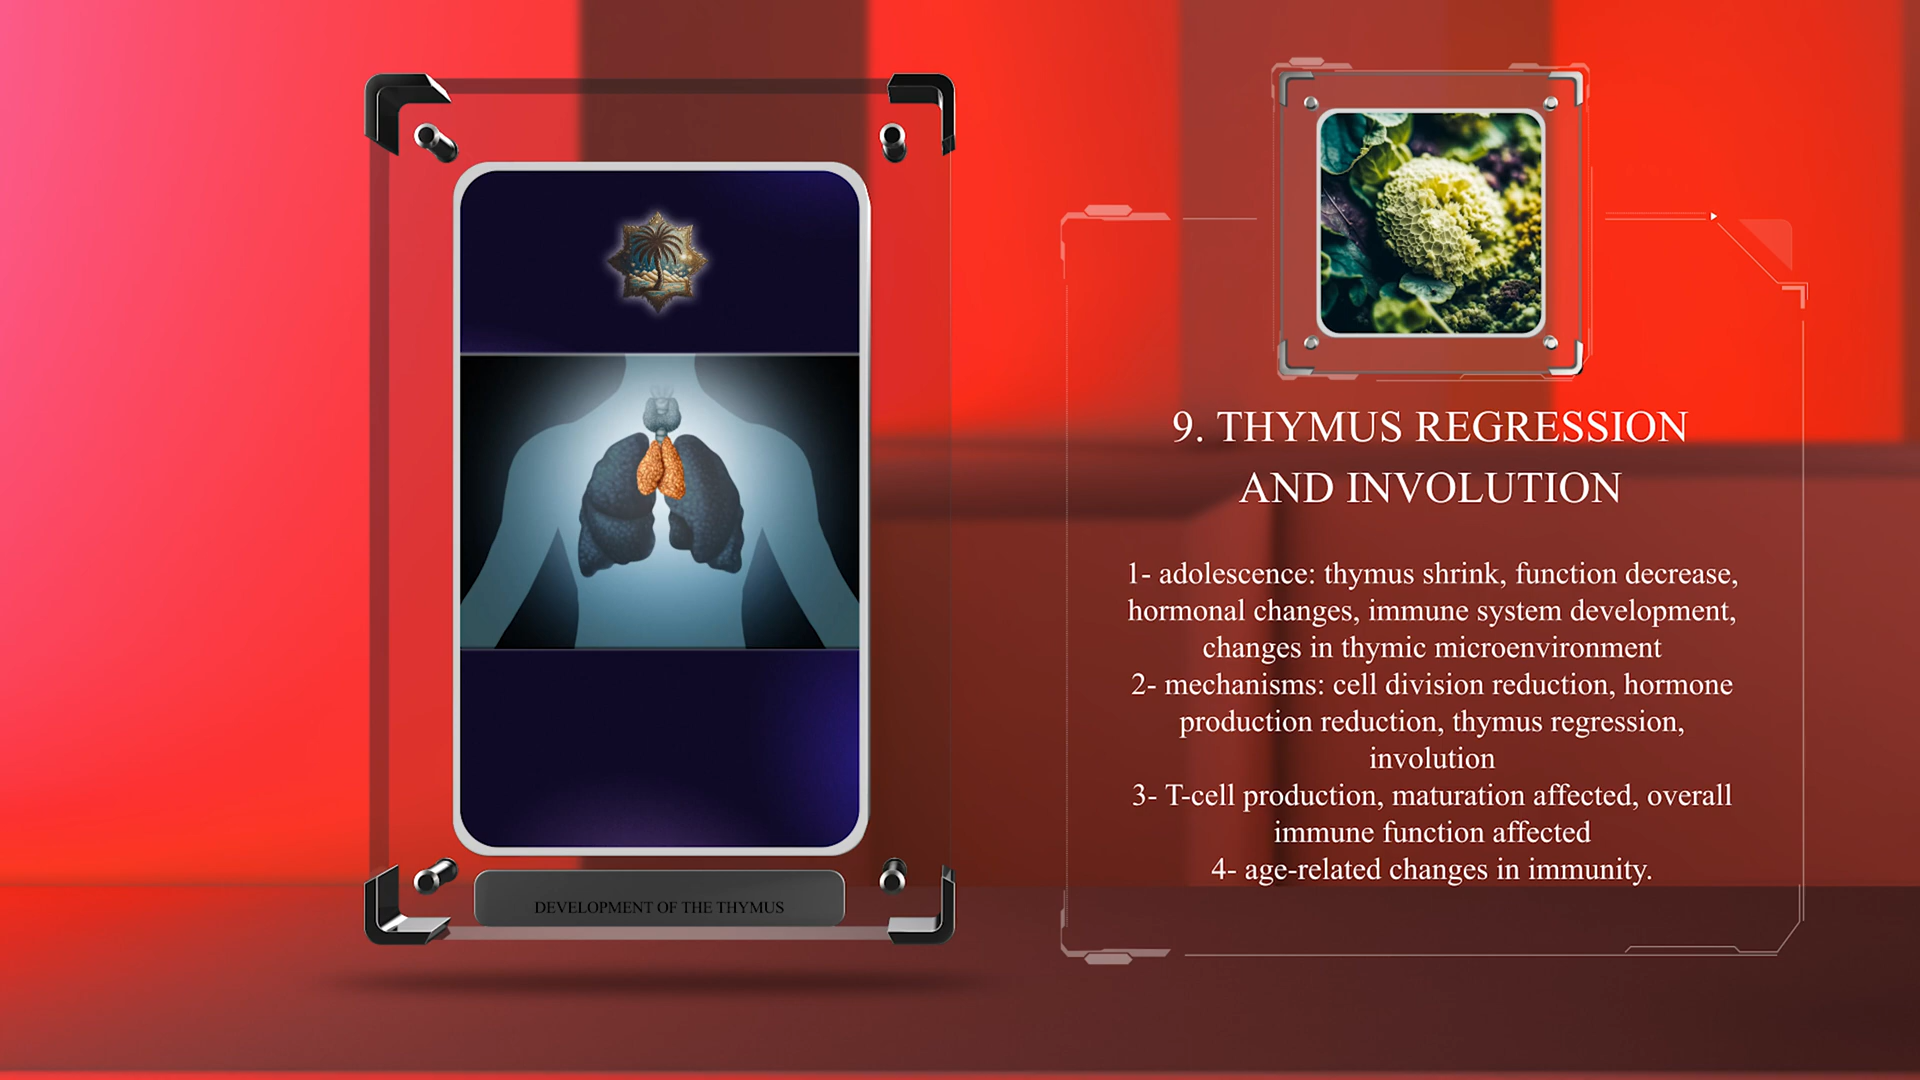 9. THYMUS REGRESSION
AND INVOLUTION
1- adolescence: thymus shrink, function decrease,
hormonal changes, immune system development,
changes in thymic microenvironment
2- mechanisms: cell division reduction, hormone
production reduction, thymus regression,
involution
3- T-cell production, maturation affected, overall
immune function affected
4- age-related changes in immunity.
DEVELOPMENT OF THE THYMUS